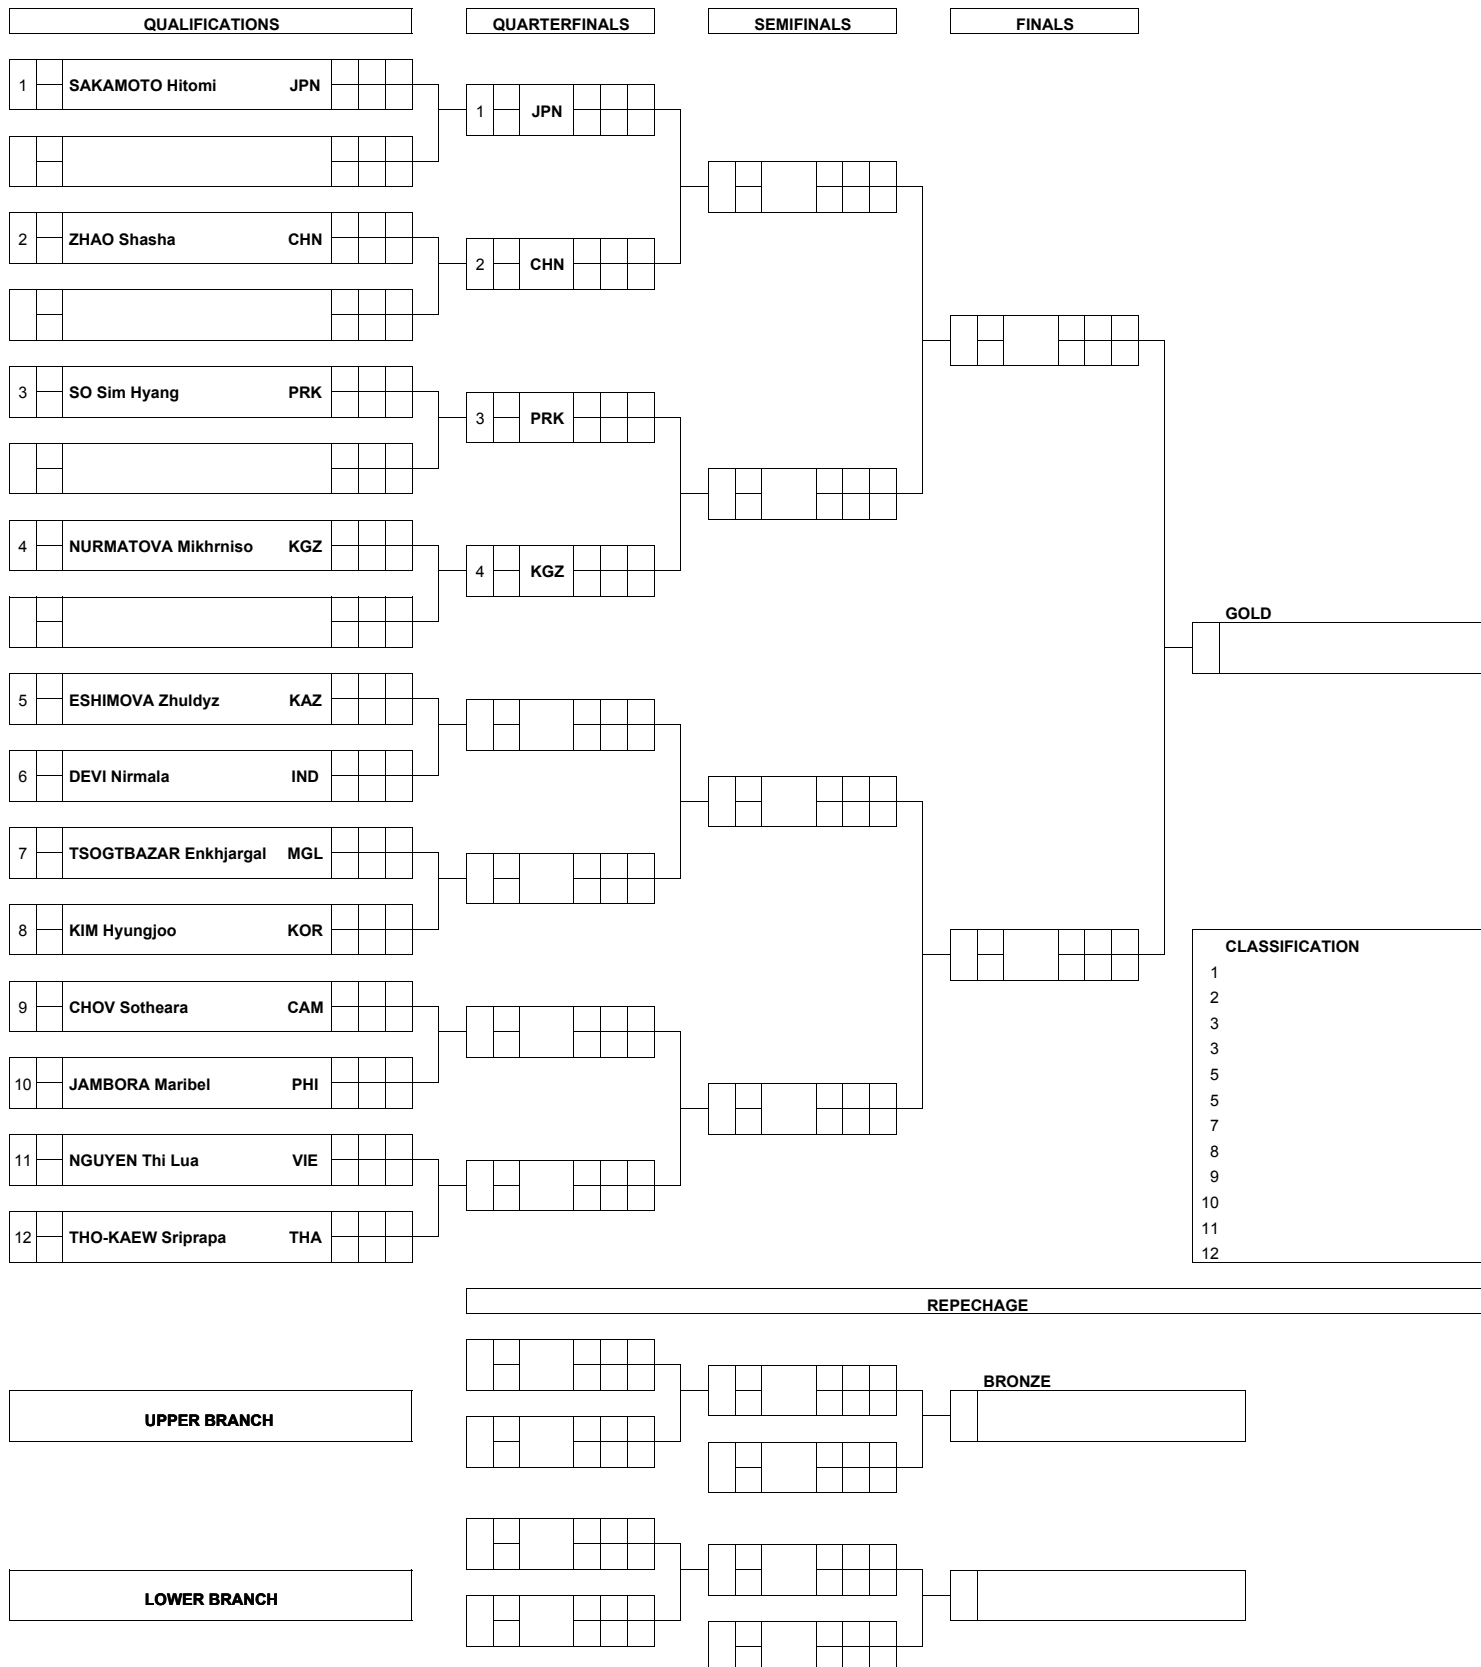 QUALIFICATIONS QUARTERFINALS SEMIFINALS FINALS
1 SAKAMOTO Hitomi JPN
1 JPN
2 ZHAO Shasha CHN
2 CHN
3 SO Sim Hyang PRK
3 PRK
4 NURMATOVA Mikhrniso KGZ
4 KGZ
GOLD
5 ESHIMOVA Zhuldyz KAZ
6 DEVI Nirmala IND
7 TSOGTBAZAR Enkhjargal MGL
8 KIM Hyungjoo KOR
CLASSIFICATION
1
2
3
3
5
5
7
8
9
10
11
12
9 CHOV Sotheara CAM
10 JAMBORA Maribel PHI
11 NGUYEN Thi Lua VIE
12 THO-KAEW Sriprapa THA
REPECHAGE
BRONZE
UPPER BRANCH
LOWER BRANCH